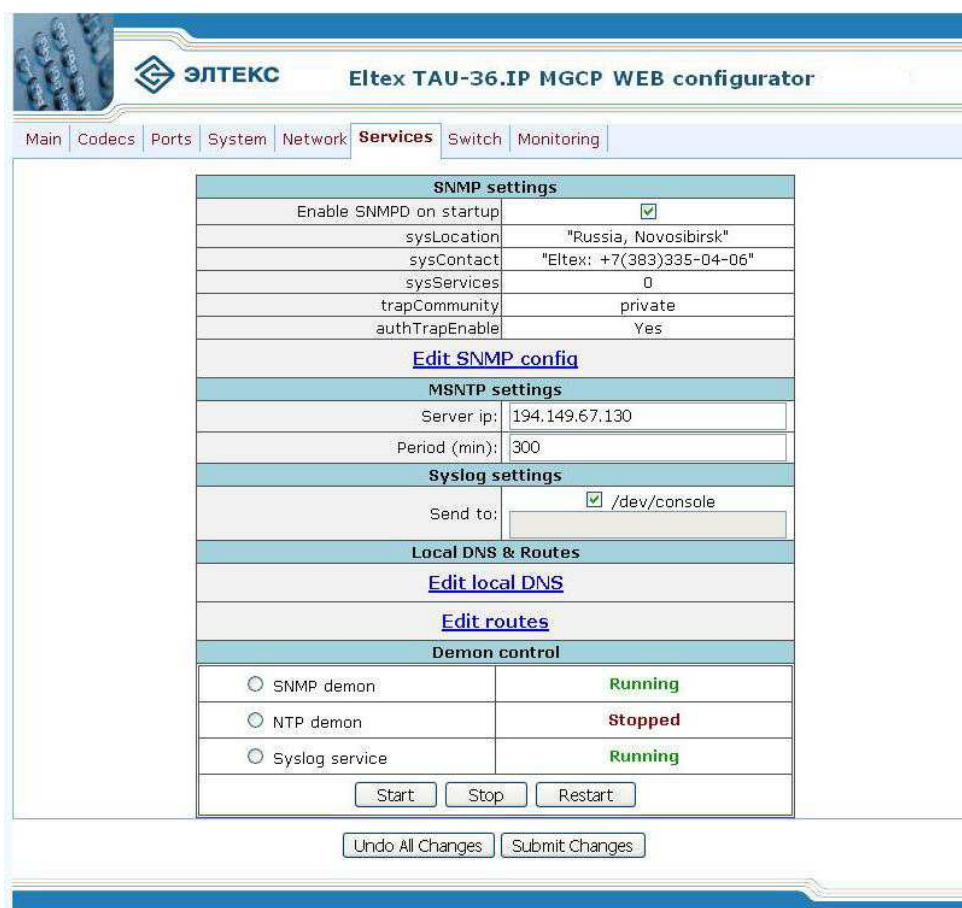 ЭЛТЕКС Eltex TAU-36.IP MGCP WEB configurator
Main Codecs Ports System Network Services Switch Monitoring
SNMP settings
Enable SNMPD on startup
sysLocation "Russia, Novosibirsk"
sysContact "Eltex: +7(383)335-04-06"
sysServices 0
trapCommunity private
authTrapEnable Yes
Edit SNMP config
MSNTP settings
Server ip: 194.149.67.130
Period (min): 300
Syslog settings
Send to: /dev/console
Local DNS & Routes
Edit local DNS
Edit routes
Demon control
SNMP demon Running
NTP demon Stopped
Syslog service Running
Start Stop Restart
Undo All Changes Submit Changes